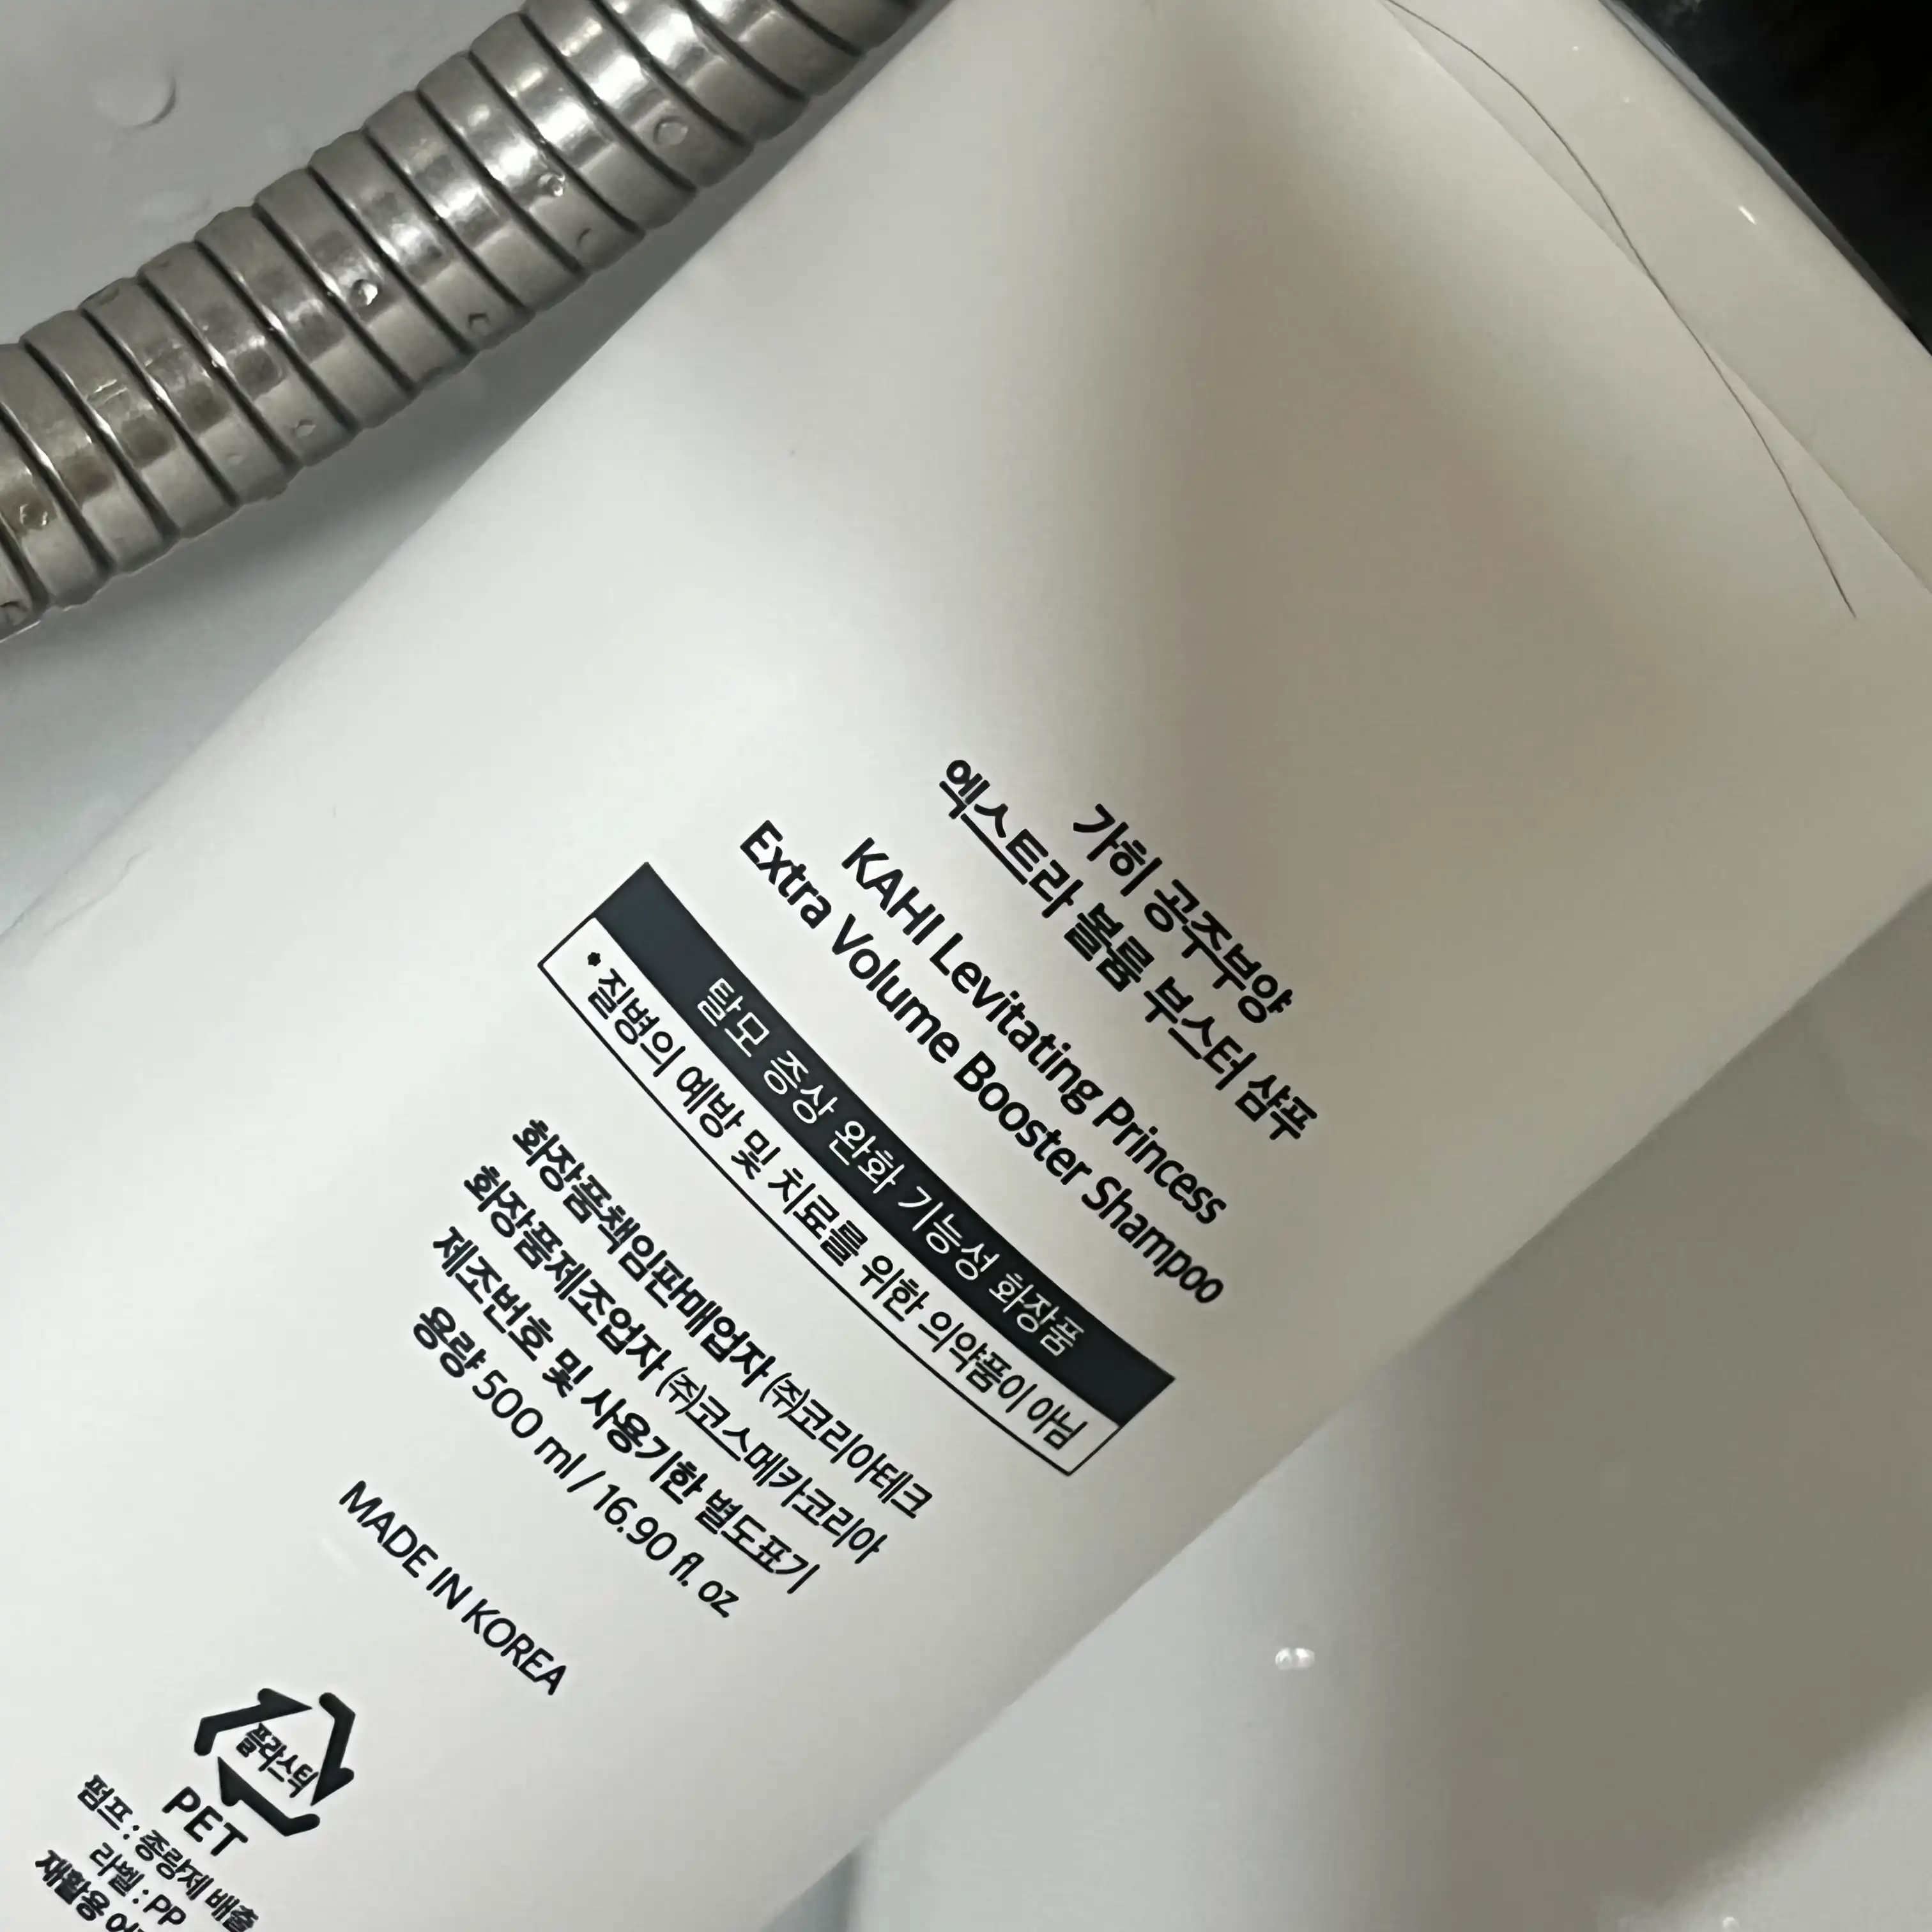 가히 공주부양
엑스트라 볼륨 부스터 샴푸
KAHI Levitating Princess
Extra Volume Booster Shampoo
탈모 증상 완화 기능성 화장품
* 질병의 예방 및 치료를 위한 의약품이 아님
화장품책임판매업자 (주)코리아테크
화장품제조업자 (주)코스메카코리아
제조번호 및 사용기한 별도표기
용량 500 ml / 16.90 fl. oz
MADE IN KOREA
플라스틱
PET
펌프 : 종량제 배출
라벨 : PP
재활용